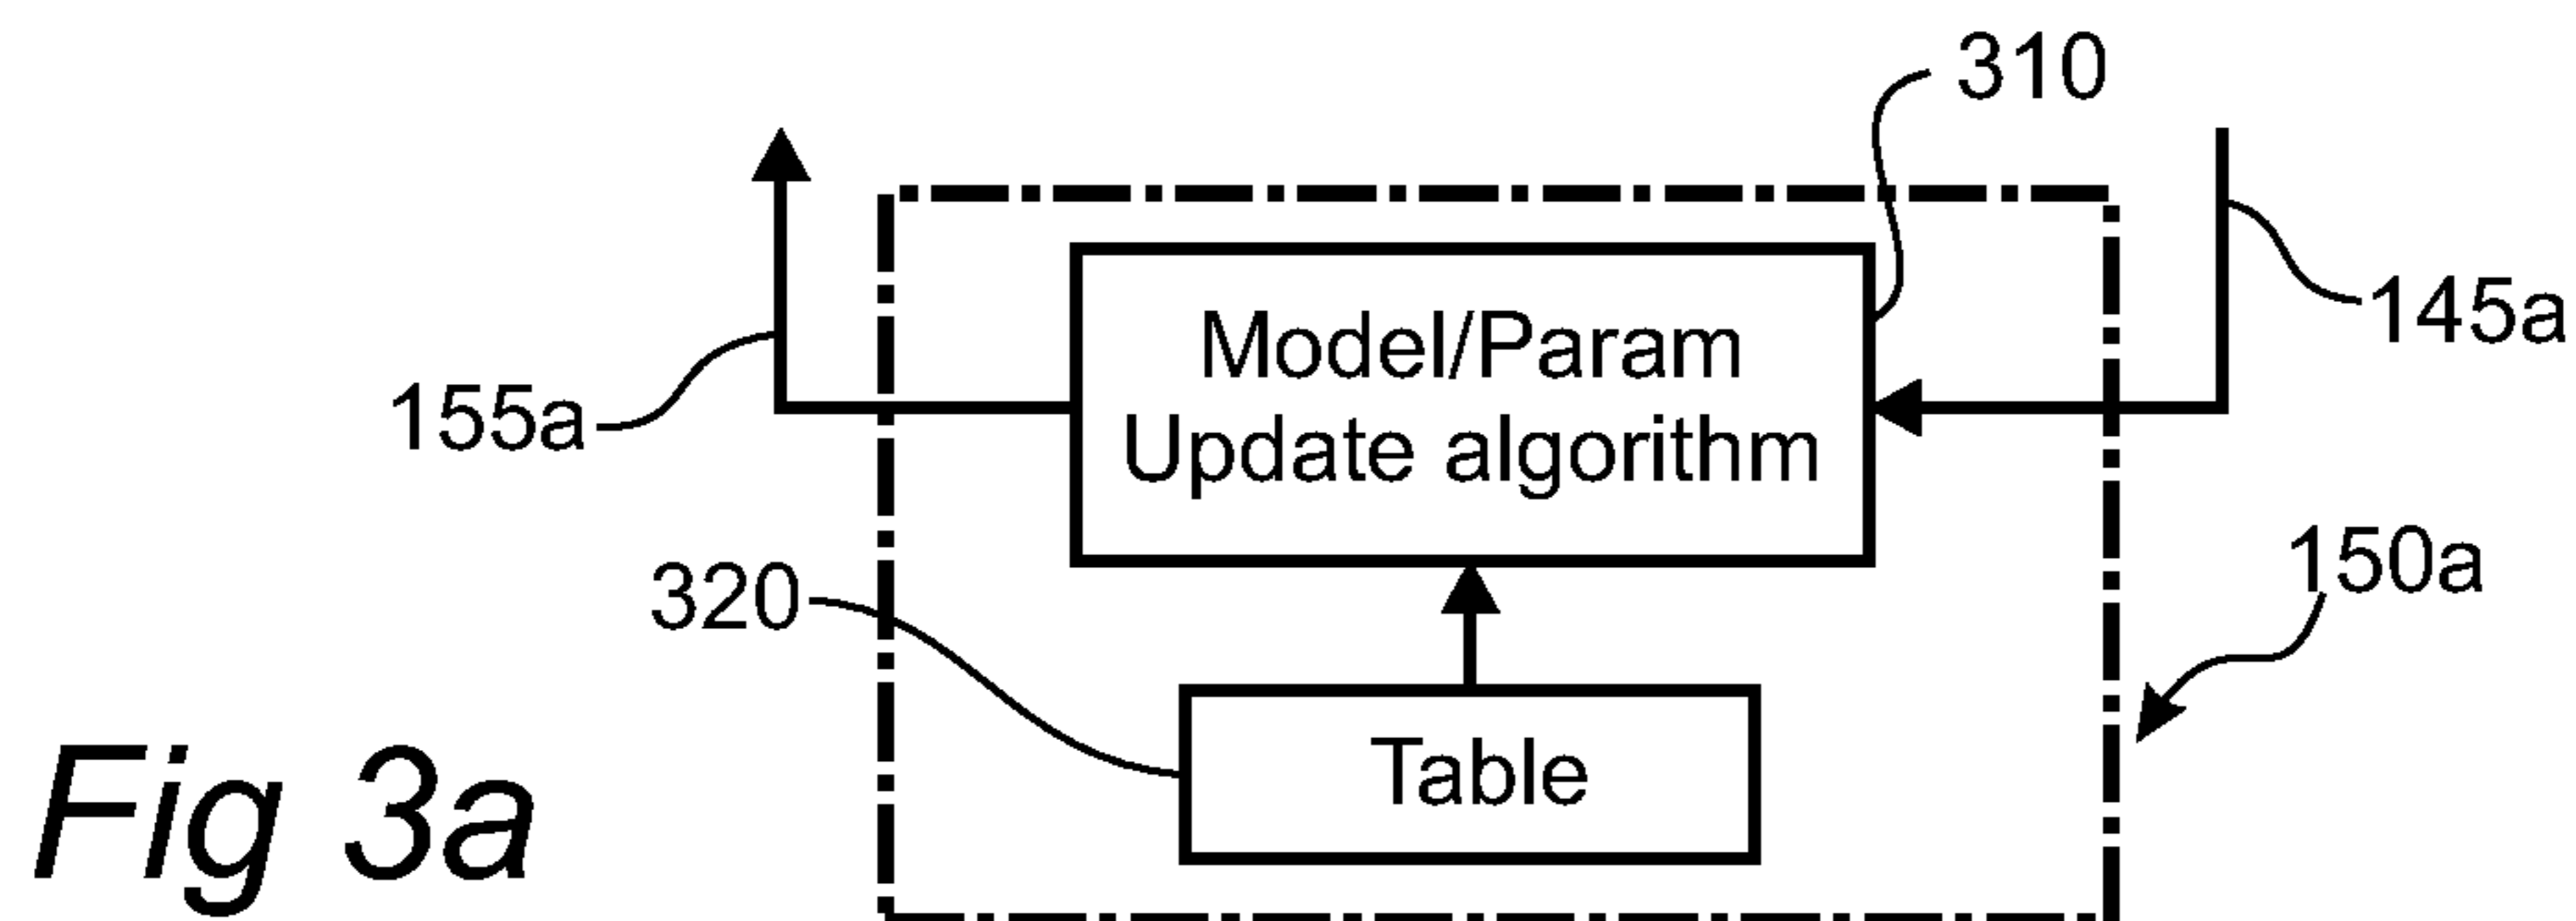 310
145a
Model/Param
Update algorithm
155a
150a
320
Table
Fig 3a